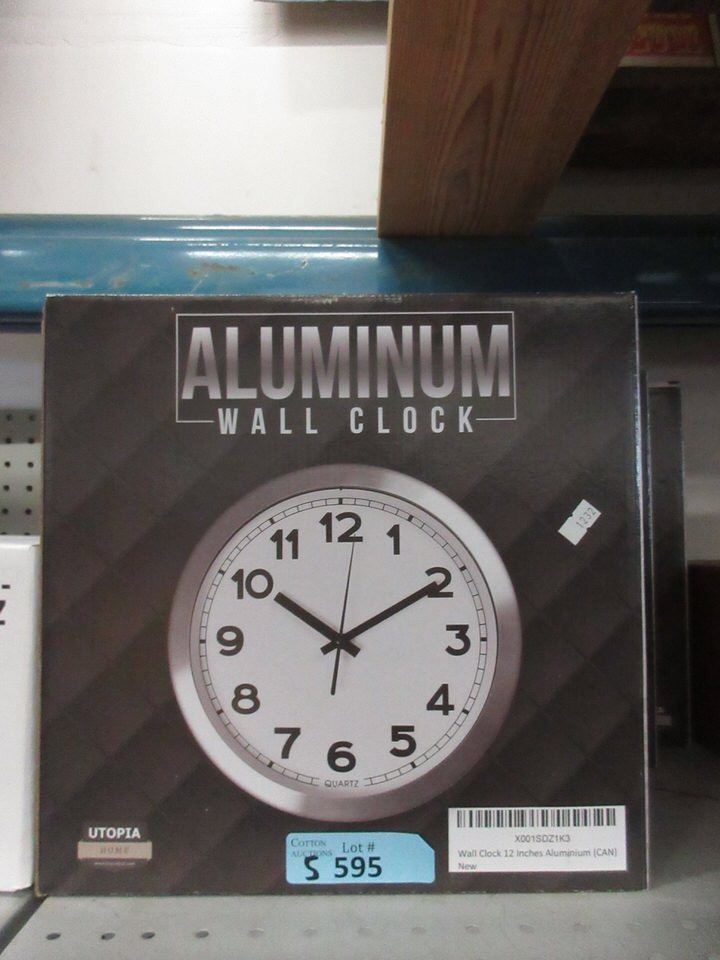 ALUMINUM
WALL CLOCK
12
11
1
10
2
9
3
8
4
7
5
6
QUARTZ
1232
UTOPIA
HOME
COTTON
AUCTIONS
Lot #
S 595
X001SDZ1K3
Wall Clock 12 Inches Aluminium (CAN)
New
Z